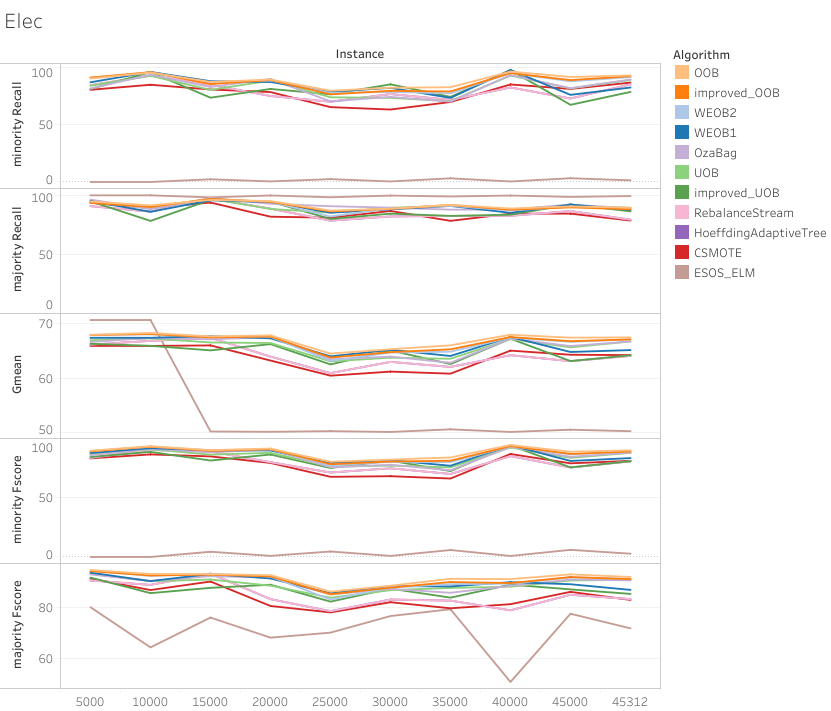 Elec
Instance
Algorithm
OOB
improved_OOB
WEOB2
WEOB1
OzaBag
UOB
improved_UOB
RebalanceStream
HoeffdingAdaptiveTree
CSMOTE
ESOS_ELM
minority Recall
100
50
0
majority Recall
100
50
0
Gmean
70
60
50
minority Fscore
100
50
0
majority Fscore
80
60
5000 10000 15000 20000 25000 30000 35000 40000 45000 45312